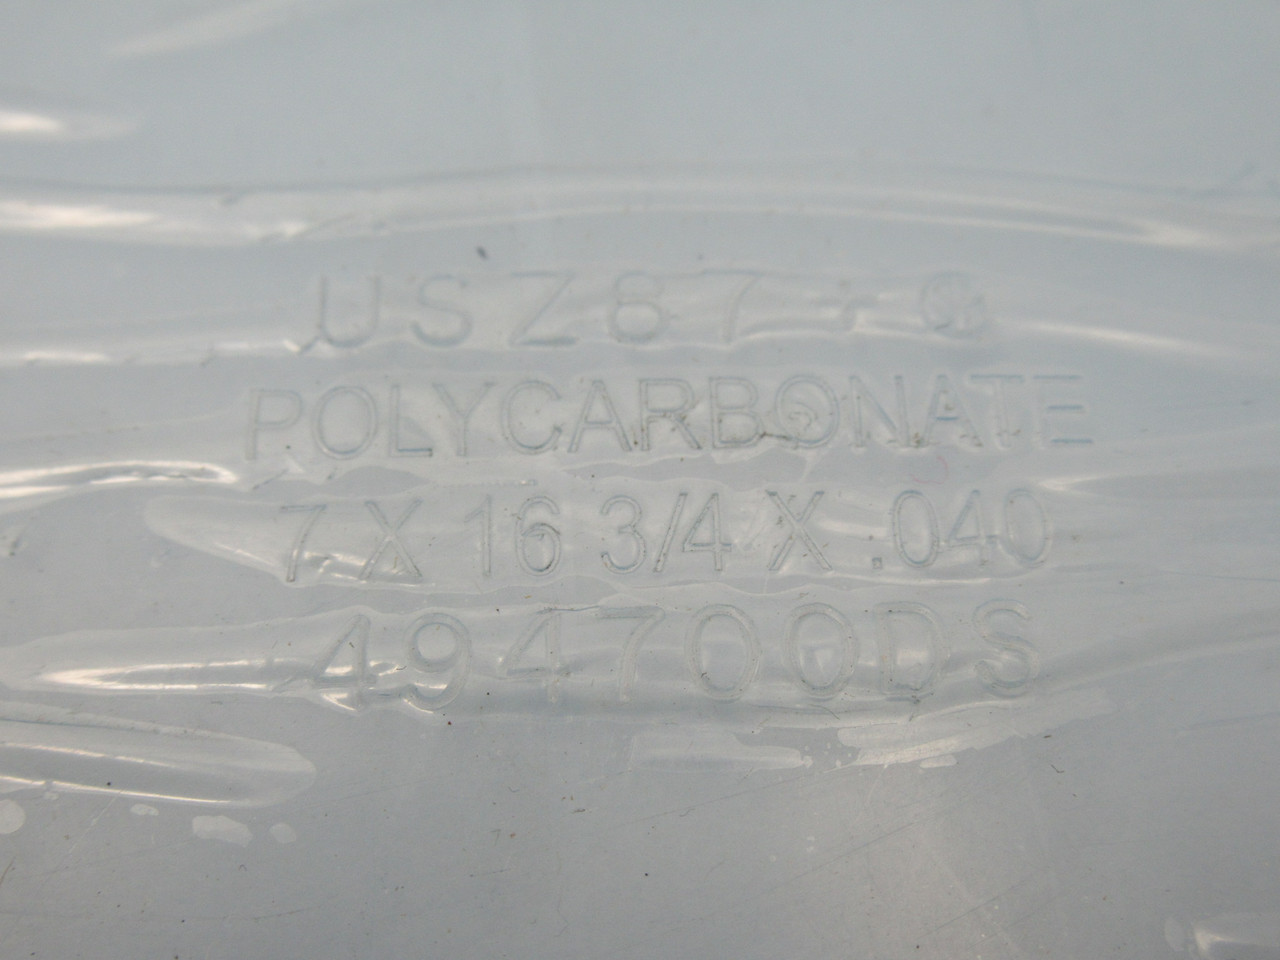 USZ87+
POLYCARBONATE
7 X 16 3/4 X .040
494700DS